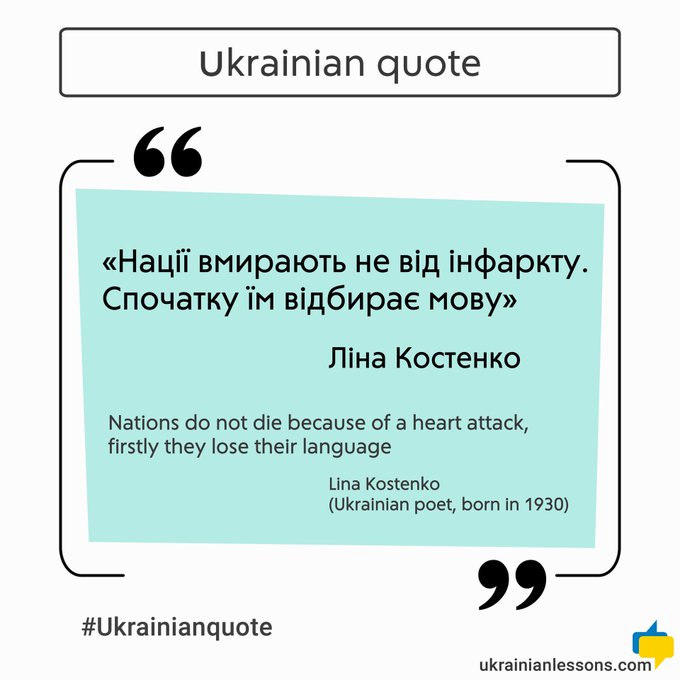 Ukrainian quote
«Нації вмирають не від інфаркту.
Спочатку їм відбирає мову»
Ліна Костенко
Nations do not die because of a heart attack,
firstly they lose their language
Lina Kostenko
(Ukrainian poet, born in 1930)
#Ukrainianquote
ukrainianlessons.com